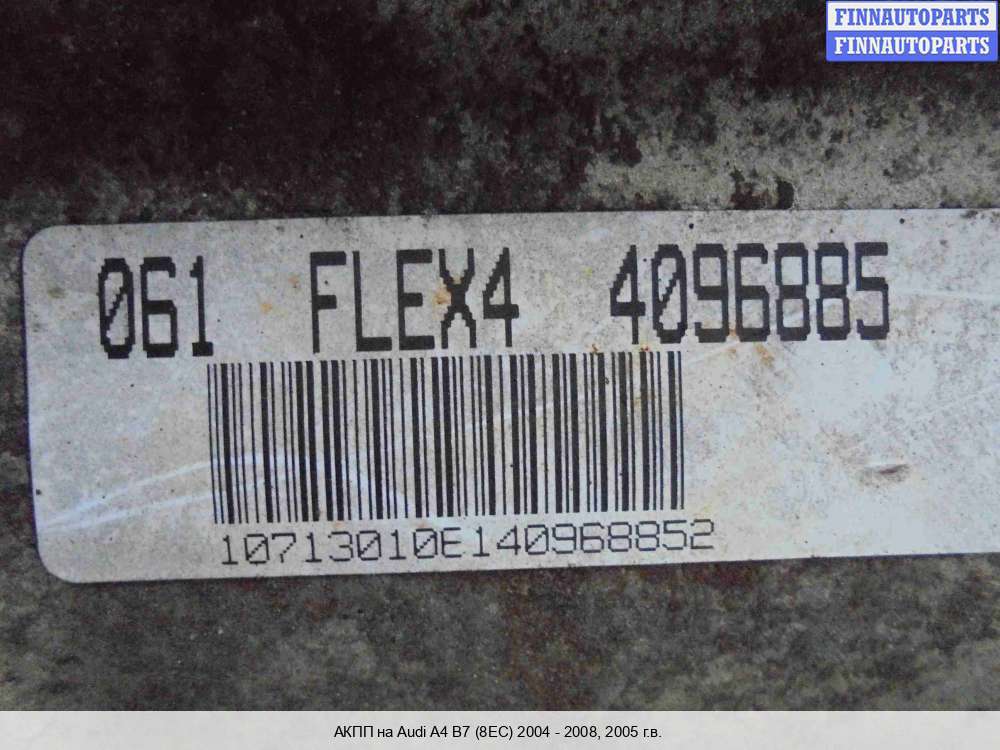 FINNAUTOPARTS
FINNAUTOPARTS
061 FLEX4 4096885
10713010E140968852
АКПП на Audi A4 B7 (8EC) 2004 - 2008, 2005 г.в.